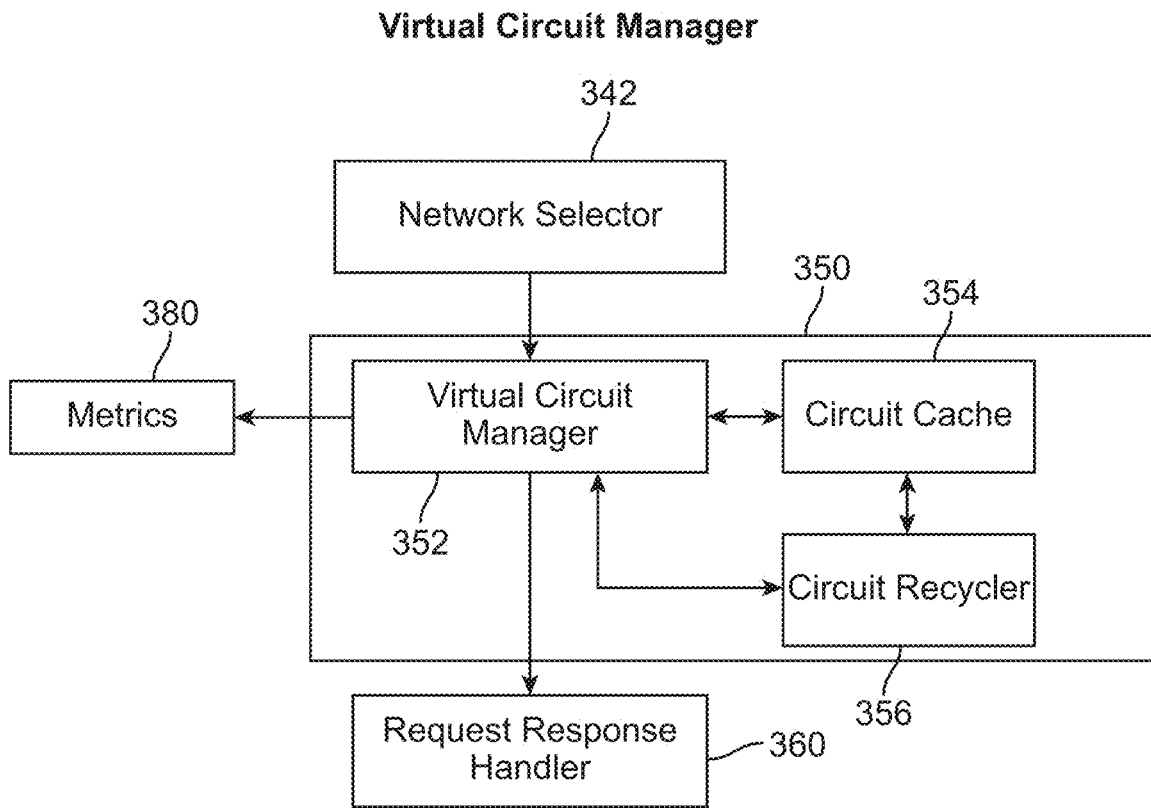 Virtual Circuit Manager
342
Network Selector
350
354
380
Metrics
Virtual Circuit
Manager
Circuit Cache
352
Circuit Recycler
356
Request Response
Handler
360